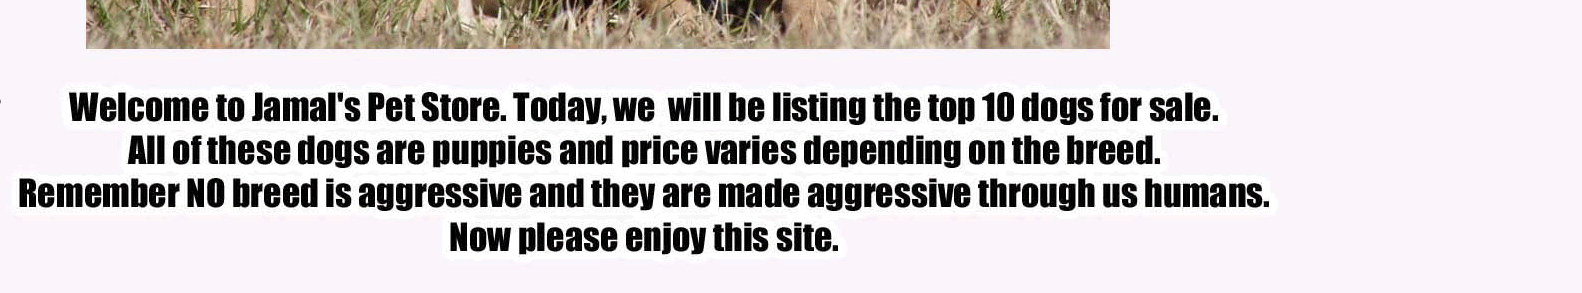 Welcome to Jamal's Pet Store. Today, we  will be listing the top 10 dogs for sale.
All of these dogs are puppies and price varies depending on the breed.
Remember NO breed is aggressive and they are made aggressive through us humans.
Now please enjoy this site.